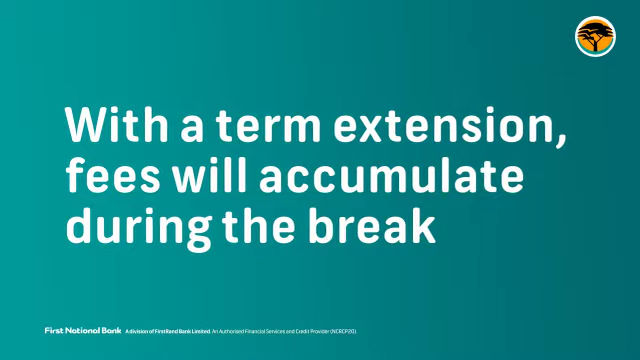 With a term extension,
fees will accumulate
during the break
First National Bank A division of FirstRand Bank Limited. An Authorised Financial Services and Credit Provider (NCRCP20).